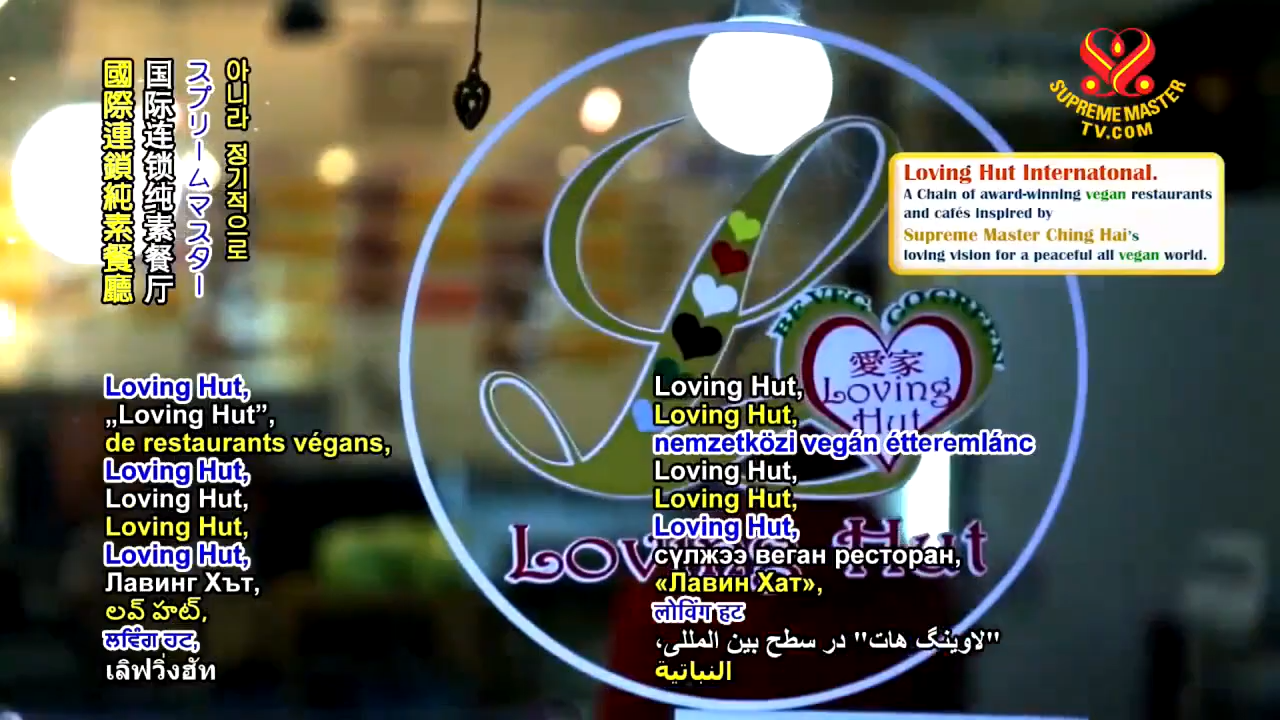 國際連鎖純素餐廳
国际连锁纯素餐厅
スプリームマスター
아니라 정기적으로
SUPREME MASTER
TV.COM
Loving Hut Internatonal.
A Chain of award-winning vegan restaurants
and cafés inspired by
Supreme Master Ching Hai's
loving vision for a peaceful all vegan world.
BE VEG GO GREEN
愛家
Loving
Hut
Loving Hut
Loving Hut,
„Loving Hut”,
de restaurants végans,
Loving Hut,
Loving Hut,
Loving Hut,
Loving Hut,
Лавинг Хът,
లవ్ హట్,
ਲਵਿੰਗ ਹਟ,
เลิฟวิ่งฮัท
Loving Hut,
Loving Hut,
nemzetközi vegán étteremlánc
Loving Hut,
Loving Hut,
Loving Hut,
сүлжээ веган ресторан,
«Лавин Хат»,
लोविंग हट
"لاوینگ هات" در سطح بین المللی،
النباتية